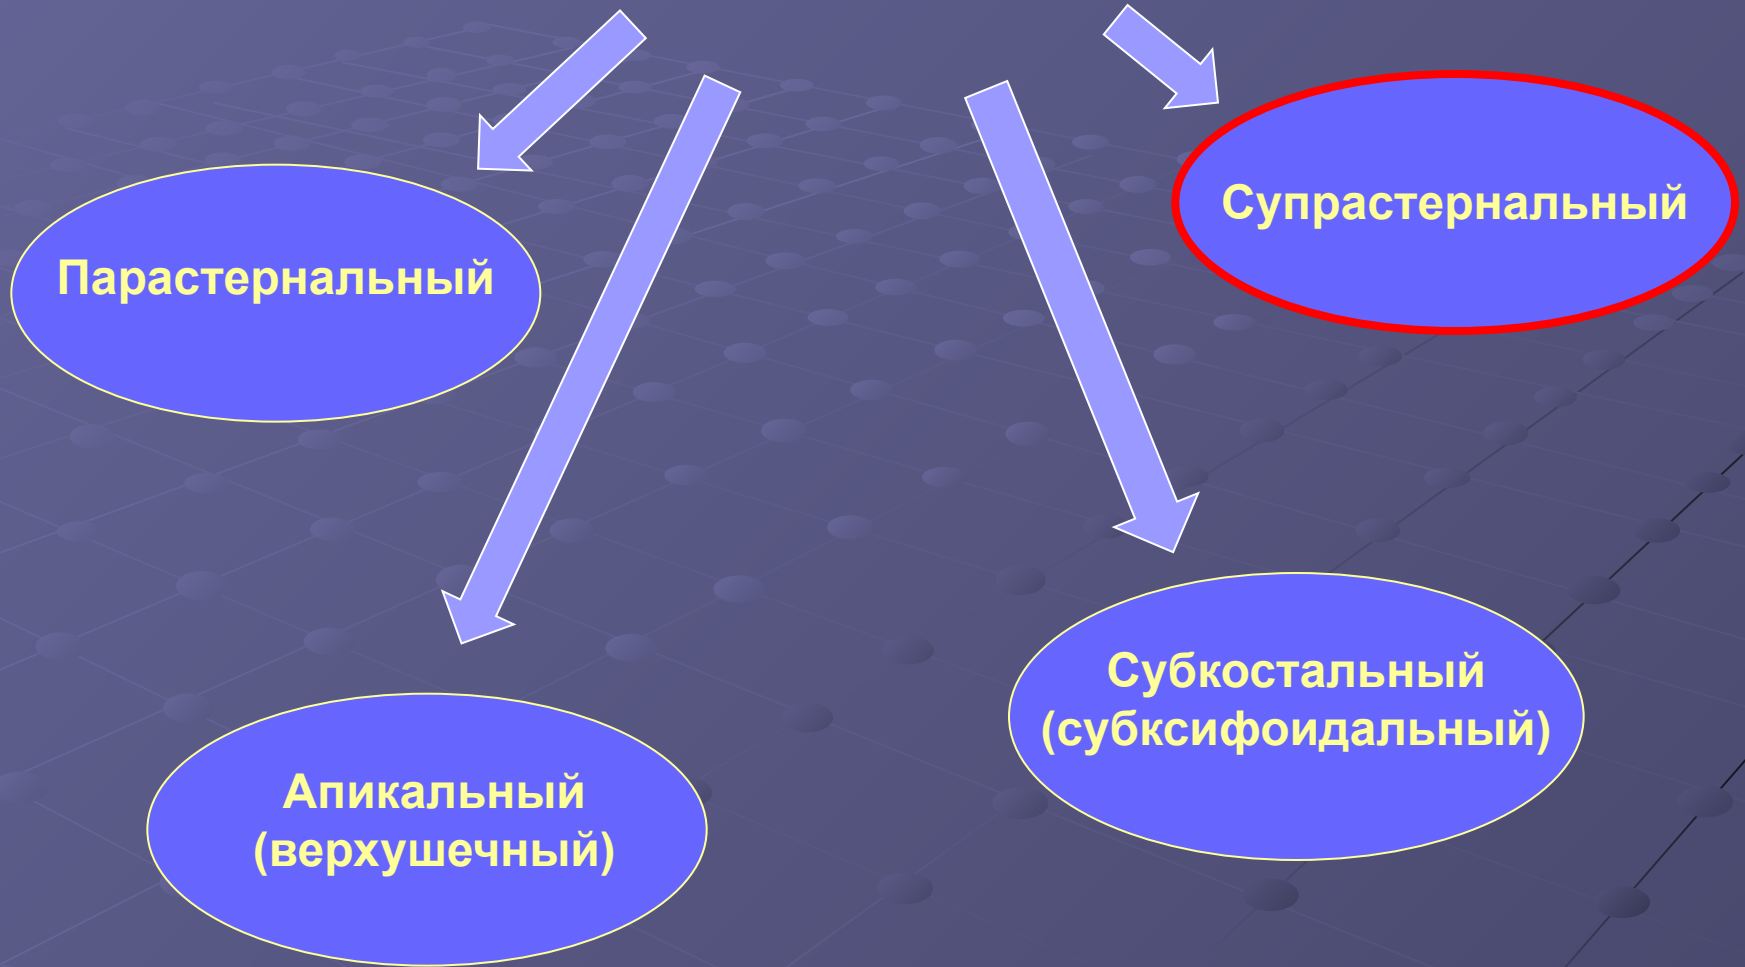 Супрастернальный
Парастернальный
Субкостальный
(субксифоидальный)
Апикальный
(верхушечный)